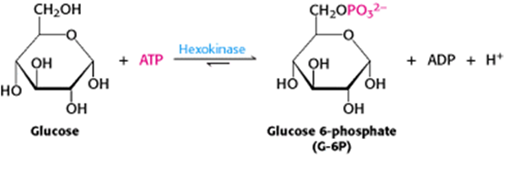 CH₂OH
O
OH
HO
OH
OH
Glucose
+ ATP
Hexokinase
CH₂OPO₃²⁻
O
OH
HO
OH
OH
Glucose 6-phosphate
(G-6P)
+ ADP + H⁺